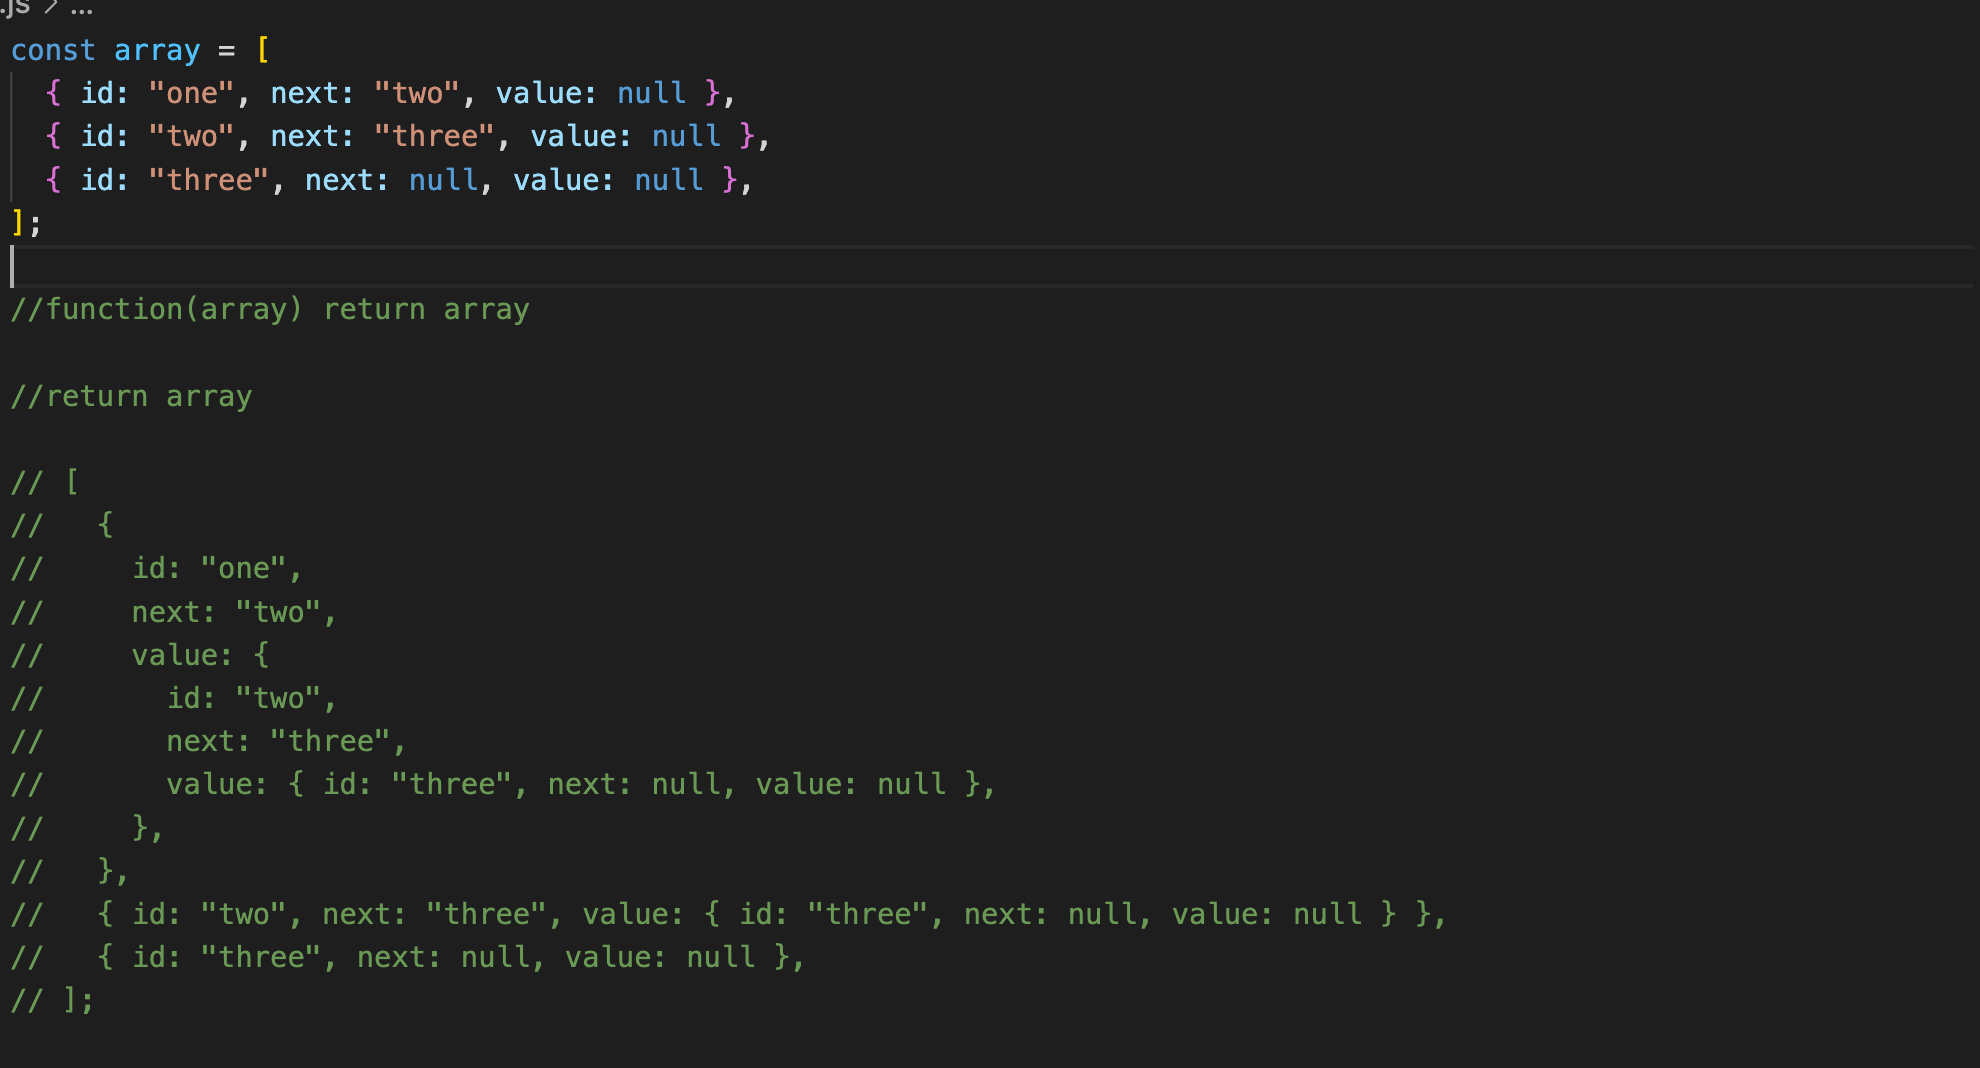 .js > ...
const array = [
  { id: "one", next: "two", value: null },
  { id: "two", next: "three", value: null },
  { id: "three", next: null, value: null },
];
//function(array) return array
//return array
// [
//   {
//     id: "one",
//     next: "two",
//     value: {
//       id: "two",
//       next: "three",
//       value: { id: "three", next: null, value: null },
//     },
//   },
//   { id: "two", next: "three", value: { id: "three", next: null, value: null } },
//   { id: "three", next: null, value: null },
// ];